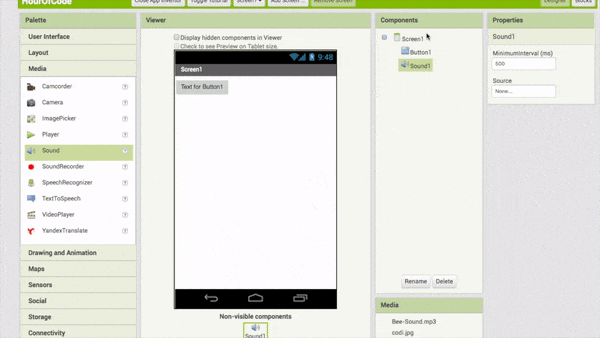 HourOfCode
Close App Inventor
Toggle Tutorial
Screen1
Add Screen ...
Remove Screen
Designer
Blocks
Palette
User Interface
Layout
Media
Camcorder
Camera
ImagePicker
Player
Sound
SoundRecorder
SpeechRecognizer
TextToSpeech
VideoPlayer
YandexTranslate
Drawing and Animation
Maps
Sensors
Social
Storage
Connectivity
Viewer
Display hidden components in Viewer
Check to see Preview on Tablet size.
9:48
Screen1
Text for Button1
Non-visible components
Sound1
Components
Screen1
Button1
Sound1
Rename
Delete
Media
Bee-Sound.mp3
codi.jpg
Properties
Sound1
MinimumInterval (ms)
500
Source
None...